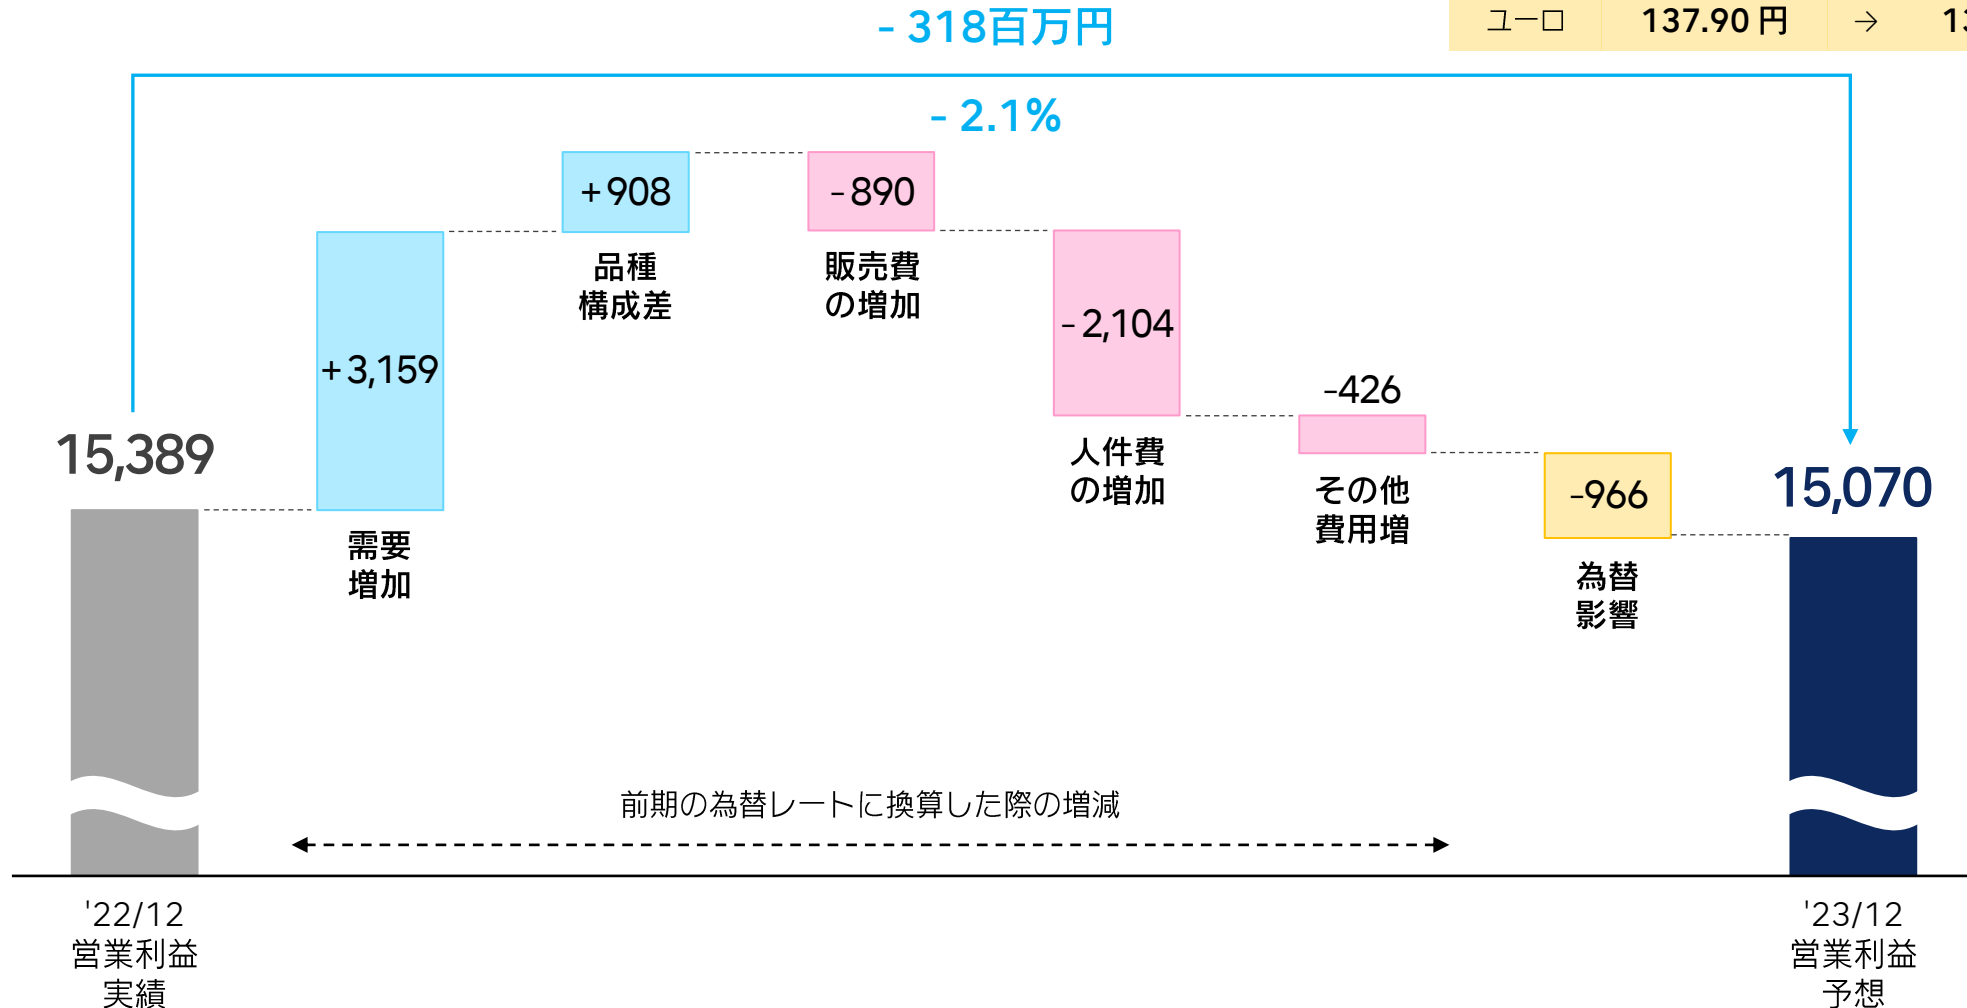 - 318百万円
ユーロ 137.90 円 →
- 2.1%
+908
-890
品種
構成差
販売費
の増加
-2,104
+3,159
-426
15,389
人件費
の増加
その他
費用増
-966
15,070
需要
増加
為替
影響
前期の為替レートに換算した際の増減
'22/12
営業利益
実績
'23/12
営業利益
予想